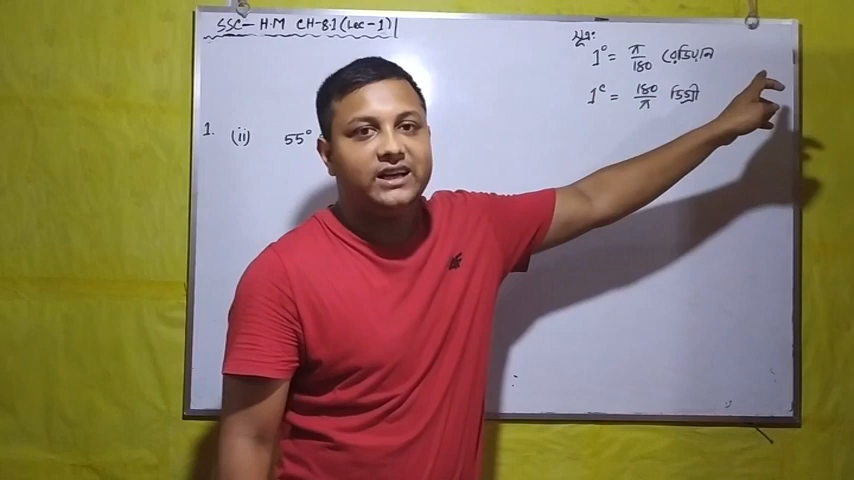 SSC- H.M CH-8.1 (Lec-1)
সূত্র:
1° = π/180 রেডিয়ান
1ᶜ = 180/π ডিগ্রী
1. (ii) 55°